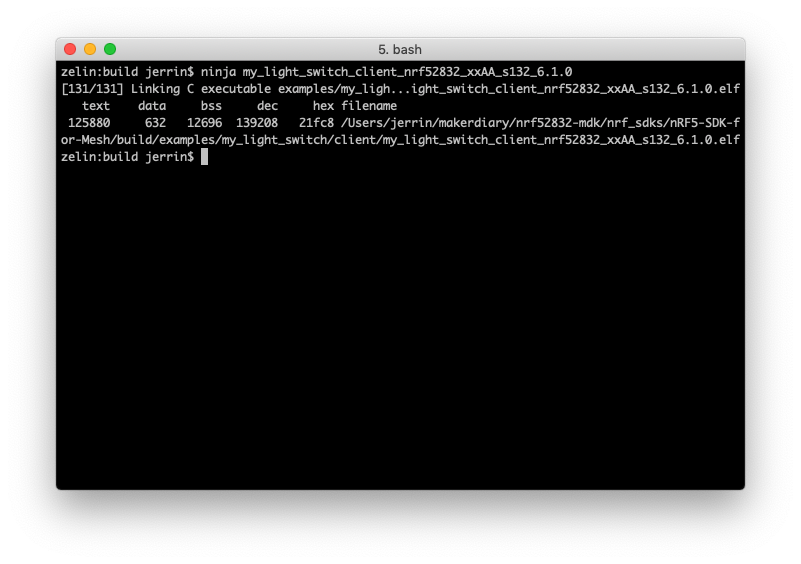 5. bash
zelin:build jerrin$ ninja my_light_switch_client_nrf52832_xxAA_s132_6.1.0
[131/131] Linking C executable examples/my_ligh...ight_switch_client_nrf52832_xxAA_s132_6.1.0.elf
   text    data     bss     dec     hex filename
 125880     632   12696  139208   21fc8 /Users/jerrin/makerdiary/nrf52832-mdk/nrf_sdks/nRF5-SDK-f
or-Mesh/build/examples/my_light_switch/client/my_light_switch_client_nrf52832_xxAA_s132_6.1.0.elf
zelin:build jerrin$